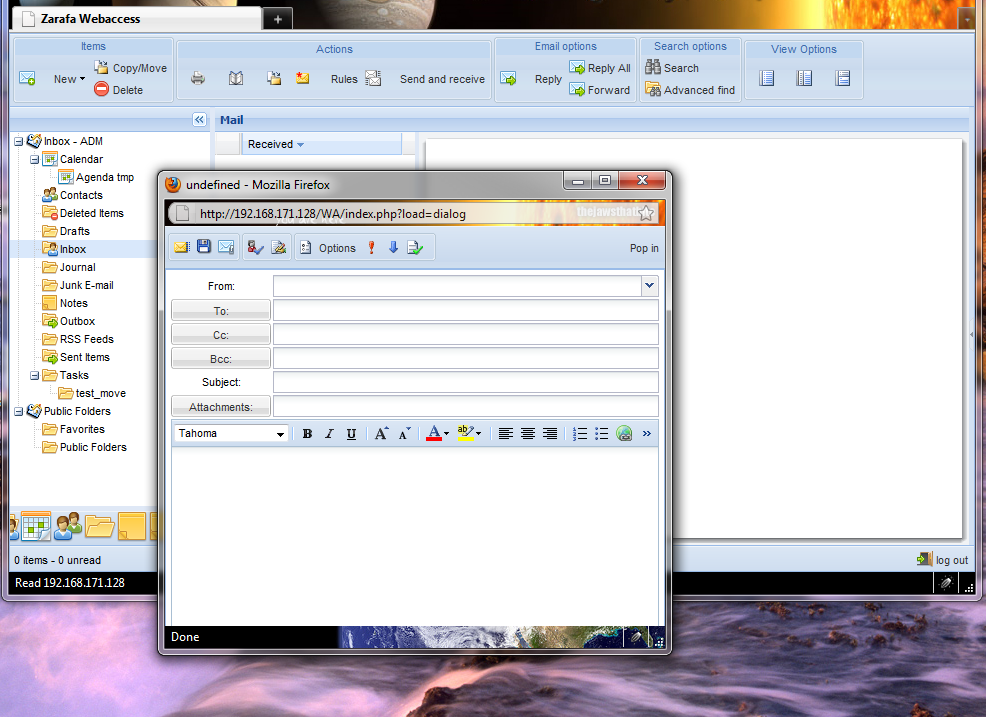 Zarafa Webaccess
+
Items
Actions
Email options
Search options
View Options
New
Copy/Move
Delete
Rules
Send and receive
Reply
Reply All
Forward
Search
Advanced find
«
Mail
Received
Inbox - ADM
Calendar
Agenda tmp
Contacts
Deleted Items
Drafts
Inbox
Journal
Junk E-mail
Notes
Outbox
RSS Feeds
Sent Items
Tasks
test_move
Public Folders
Favorites
Public Folders
0 items - 0 unread
log out
Read 192.168.171.128
undefined - Mozilla Firefox
http://192.168.171.128/WA/index.php?load=dialog
Options
Pop in
From:
To:
Cc:
Bcc:
Subject:
Attachments:
Tahoma
B I U A A A ab »
Done